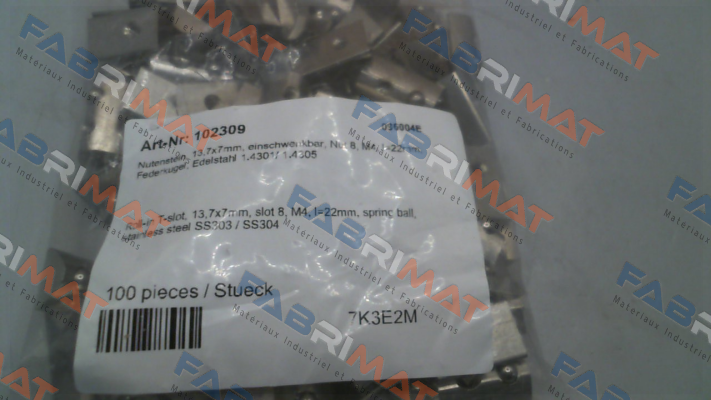 Art-Nr: 102309
Nutenstein, 13,7x7mm, einschwenkbar, Nut 8, M4, l=22mm,
Federkugel, Edelstahl 1.4301/ 1.4305
T-slot, 13,7x7mm, slot 8, M4, l=22mm, spring ball,
stainless steel SS303 / SS304
100 pieces / Stueck
7K3E2M
FABRIMAT
Materiaux Industriel et Fabrications